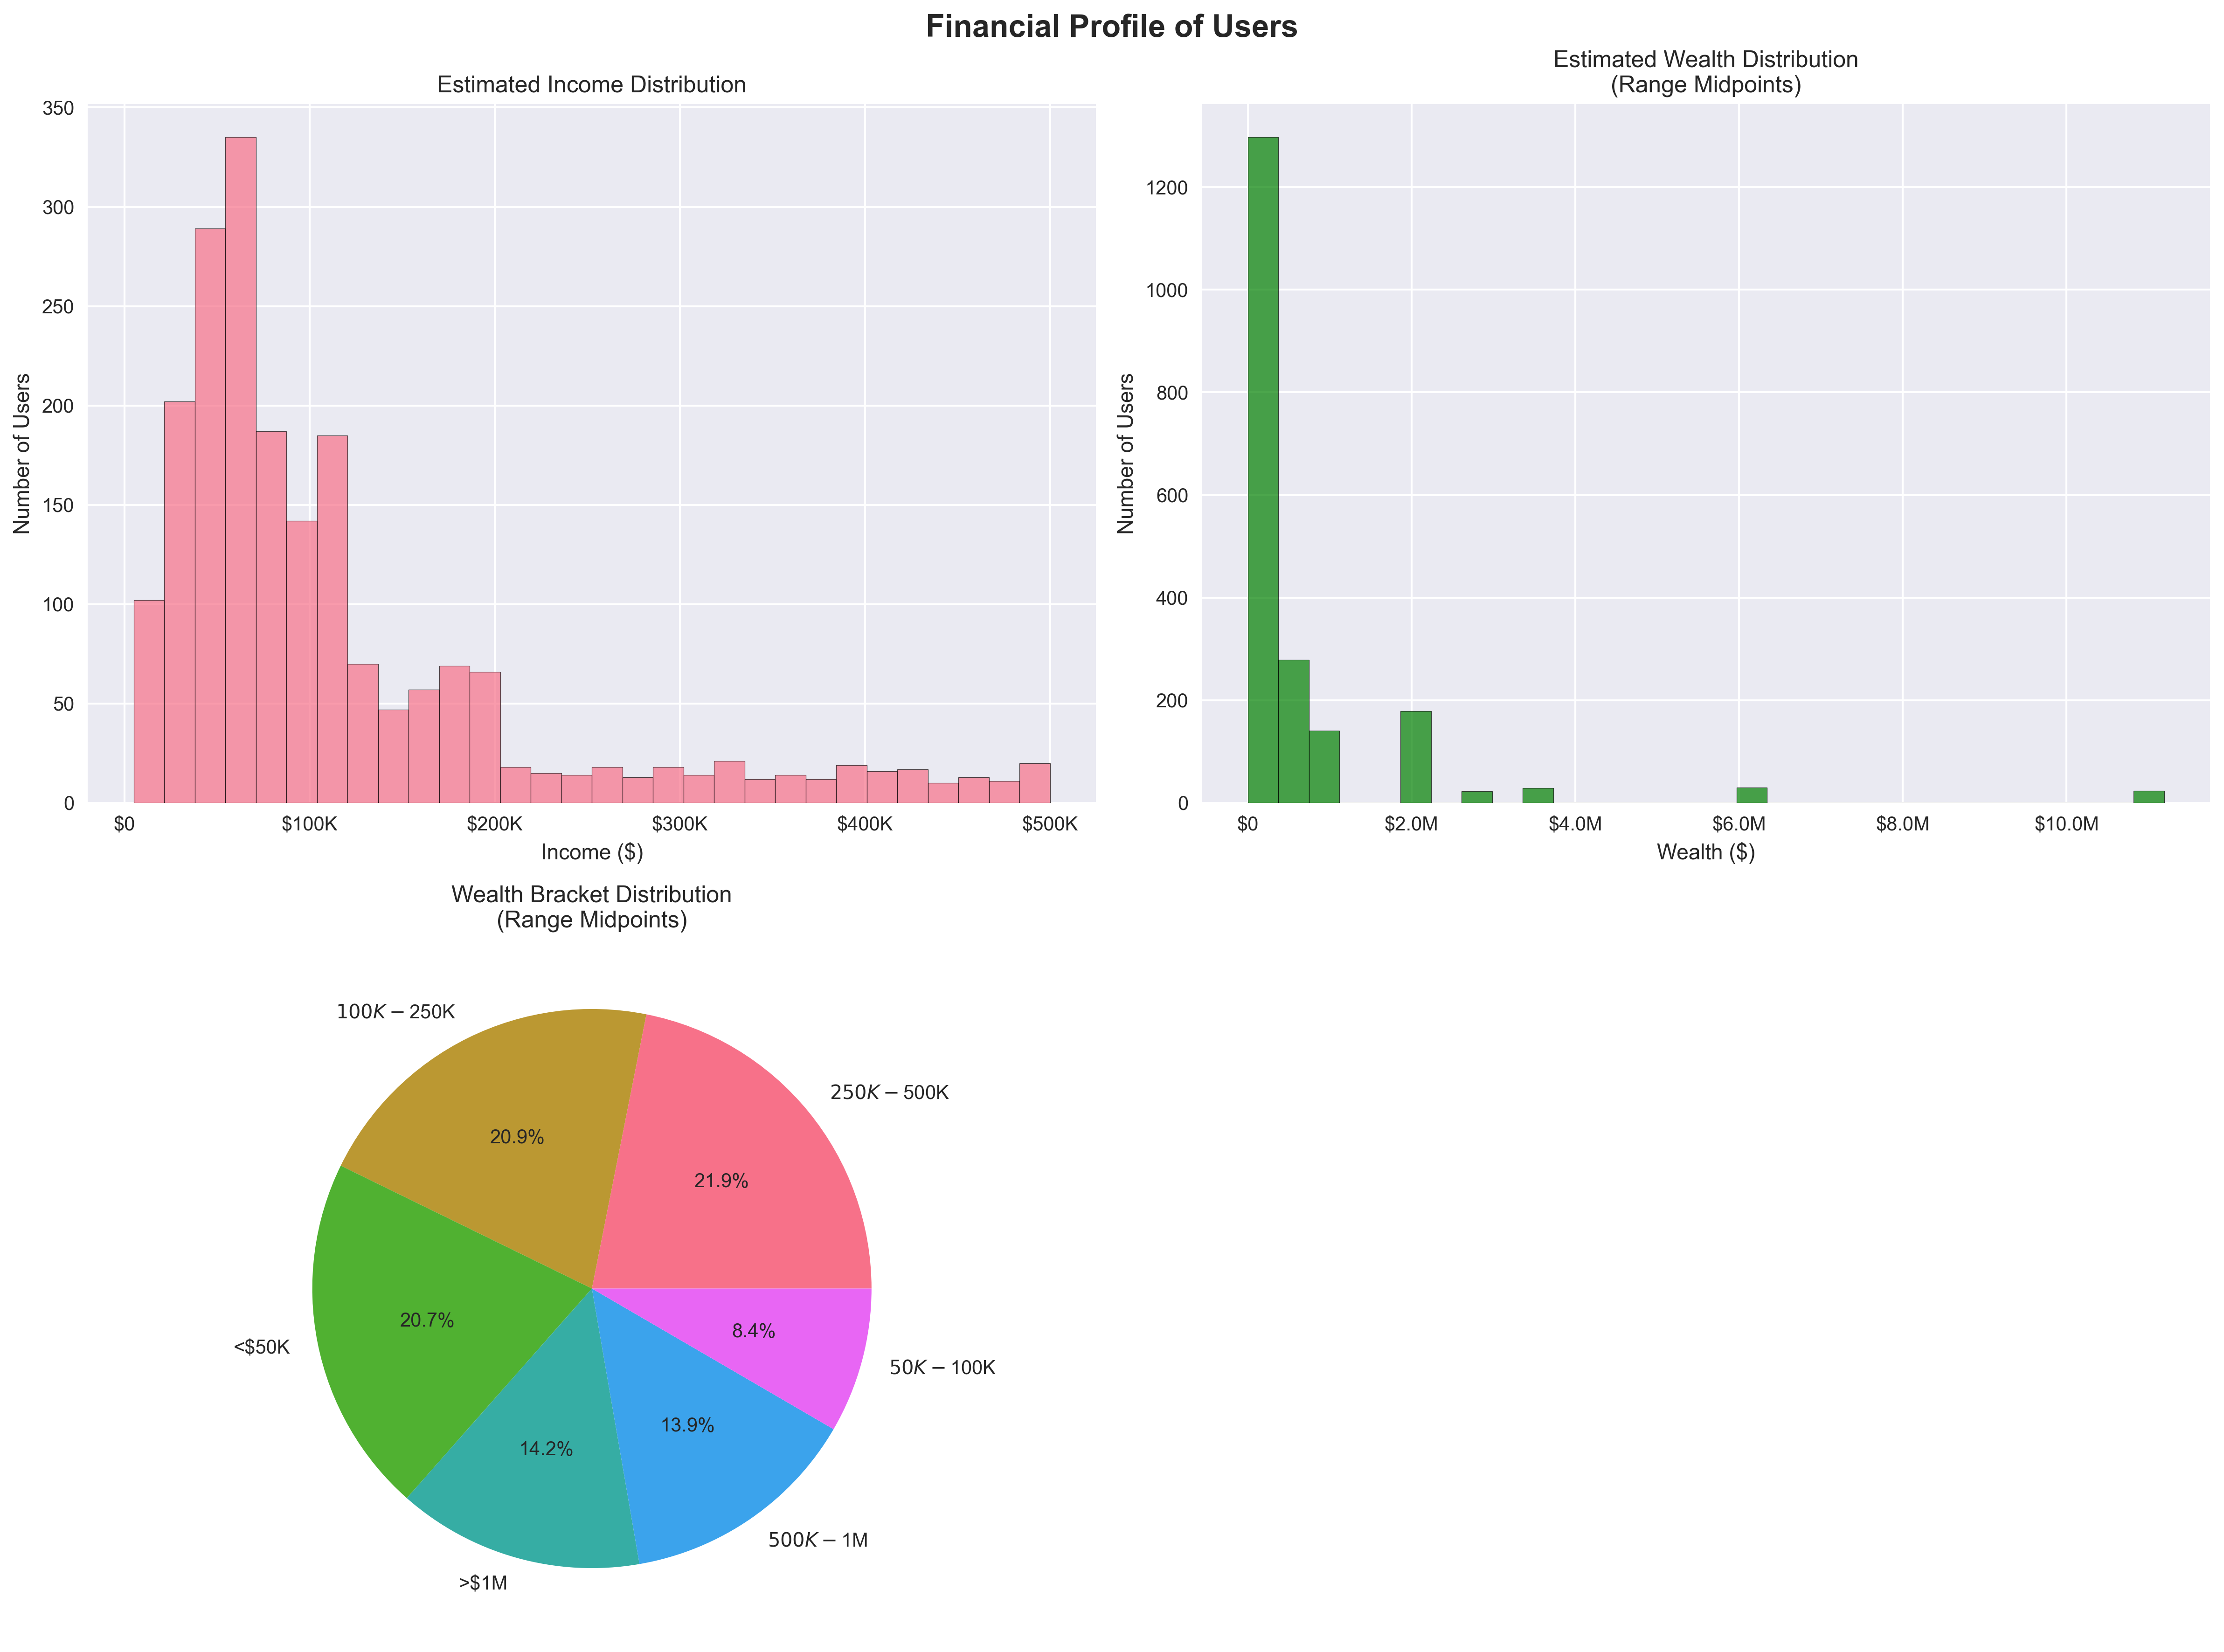 Financial Profile of Users
Estimated Income Distribution
Number of Users
350
300
250
200
150
100
50
0
$0
$100K
$200K
$300K
$400K
$500K
Income ($)
Estimated Wealth Distribution
(Range Midpoints)
Number of Users
1200
1000
800
600
400
200
0
$0
$2.0M
$4.0M
$6.0M
$8.0M
$10.0M
Wealth ($)
Wealth Bracket Distribution
(Range Midpoints)
100K − 250K
250K − 500K
20.9%
21.9%
20.7%
8.4%
<$50K
50K − 100K
13.9%
14.2%
500K − 1M
>$1M